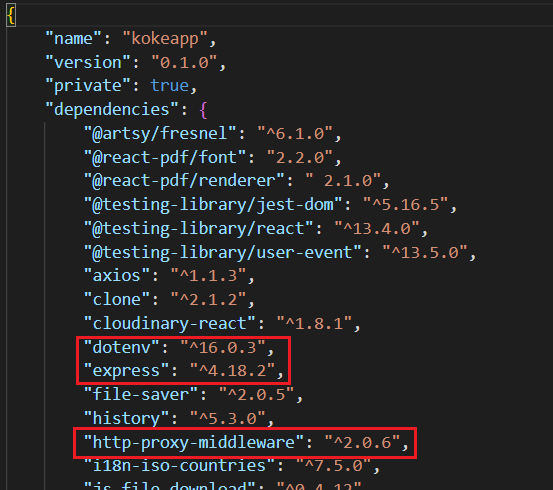 {
"name": "kokeapp",
"version": "0.1.0",
"private": true,
"dependencies": {
"@artsy/fresnel": "^6.1.0",
"@react-pdf/font": "2.2.0",
"@react-pdf/renderer": " 2.1.0",
"@testing-library/jest-dom": "^5.16.5",
"@testing-library/react": "^13.4.0",
"@testing-library/user-event": "^13.5.0",
"axios": "^1.1.3",
"clone": "^2.1.2",
"cloudinary-react": "^1.8.1",
"dotenv": "^16.0.3",
"express": "^4.18.2",
"file-saver": "^2.0.5",
"history": "^5.3.0",
"http-proxy-middleware": "^2.0.6",
"i18n-iso-countries": "^7.5.0",
"js-file-download": "^0.4.12"